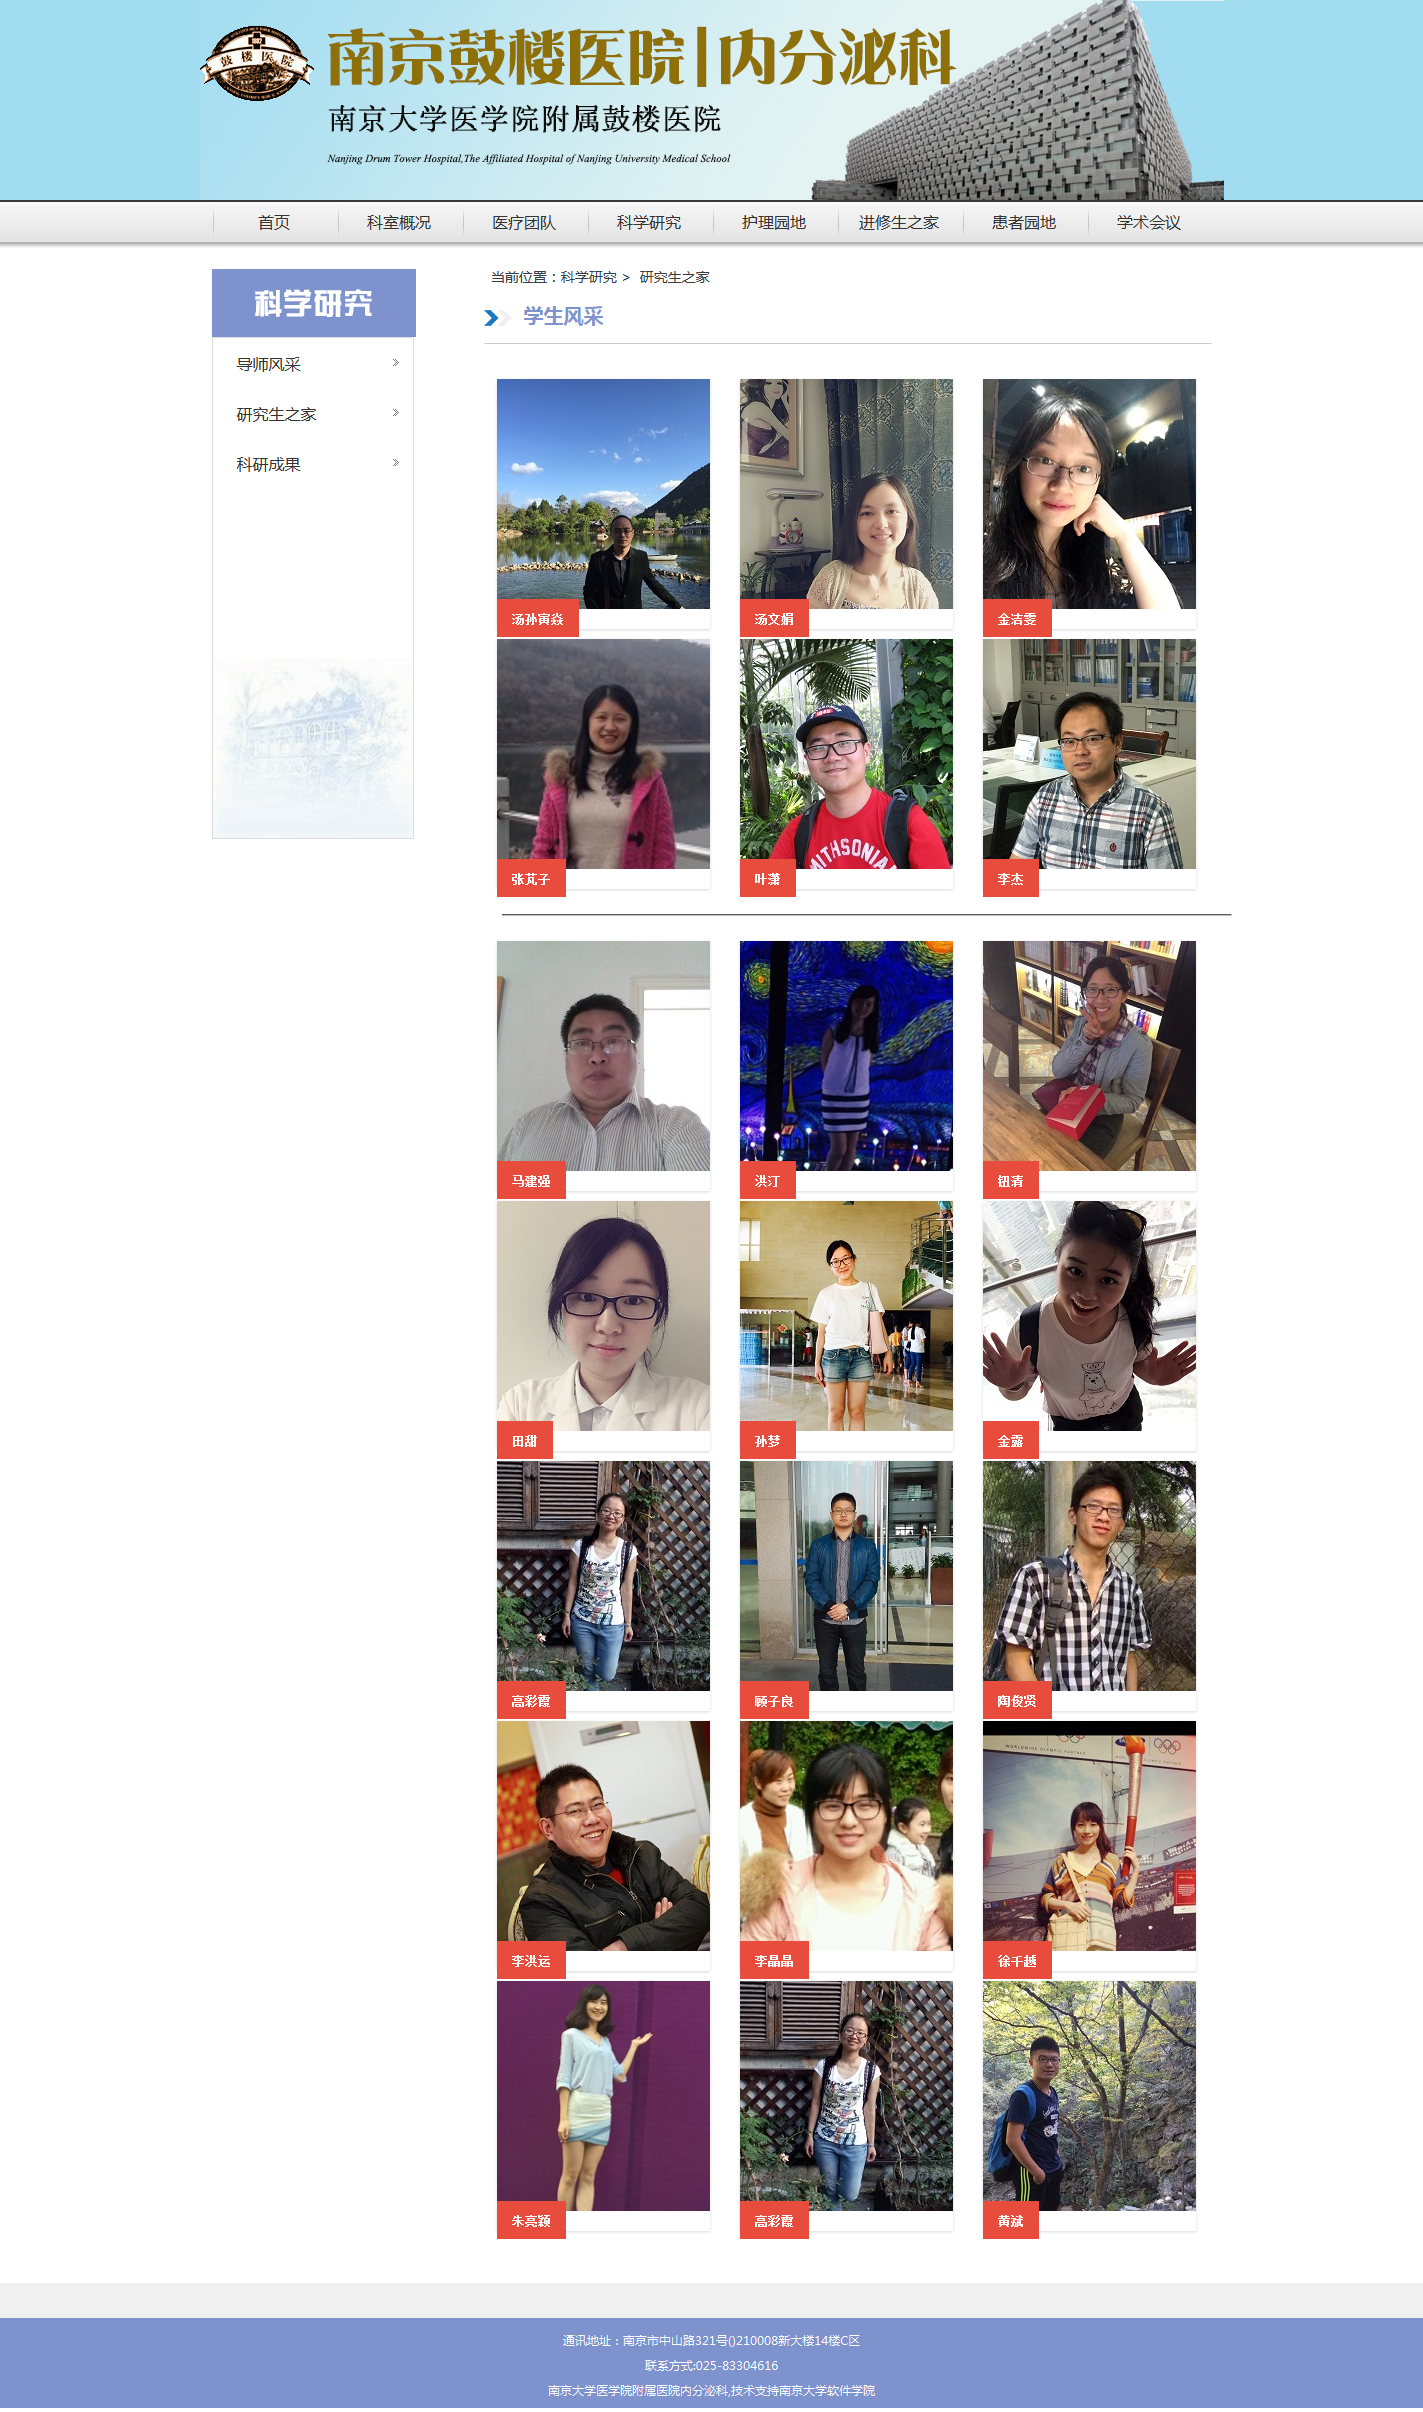 鼓楼医院
南京鼓楼医院|内分泌科
南京大学医学院附属鼓楼医院
Nanjing Drum Tower Hospital,The Affiliated Hospital of Nanjing University Medical School
首页 科室概况 医疗团队 科学研究 护理园地 进修生之家 患者园地 学术会议
科学研究
导师风采
研究生之家
科研成果
当前位置：科学研究 > 研究生之家
学生风采
汤孙寅焱 汤文娟 金洁雯
张芃子 叶潇 李杰
SMITHSONIAN
马建强 洪汀 钮清
田甜 孙梦 金露
高彩霞 顾子良 陶俊贤
WORLDWIDE OLYMPIC PARTNER
李洪运 李晶晶 徐千越
朱亮颖 高彩霞 黄斌
通讯地址：南京市中山路321号()210008新大楼14楼C区
联系方式:025-83304616
南京大学医学院附属医院内分泌科,技术支持南京大学软件学院